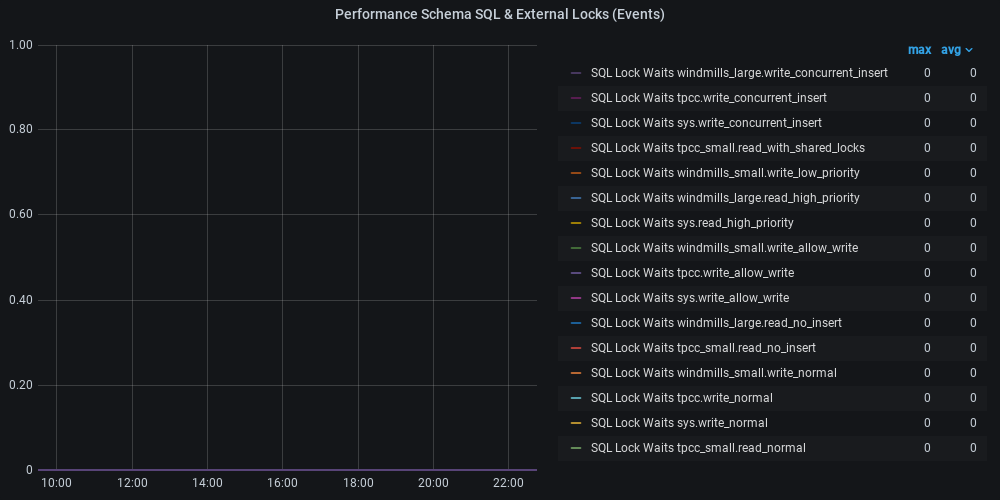 Performance Schema SQL & External Locks (Events)
max avg
1.00
0.80
0.60
0.40
0.20
0
10:00 12:00 14:00 16:00 18:00 20:00 22:00
SQL Lock Waits windmills_large.write_concurrent_insert 0 0
SQL Lock Waits tpcc.write_concurrent_insert 0 0
SQL Lock Waits sys.write_concurrent_insert 0 0
SQL Lock Waits tpcc_small.read_with_shared_locks 0 0
SQL Lock Waits windmills_small.write_low_priority 0 0
SQL Lock Waits windmills_large.read_high_priority 0 0
SQL Lock Waits sys.read_high_priority 0 0
SQL Lock Waits windmills_small.write_allow_write 0 0
SQL Lock Waits tpcc.write_allow_write 0 0
SQL Lock Waits sys.write_allow_write 0 0
SQL Lock Waits windmills_large.read_no_insert 0 0
SQL Lock Waits tpcc_small.read_no_insert 0 0
SQL Lock Waits windmills_small.write_normal 0 0
SQL Lock Waits tpcc.write_normal 0 0
SQL Lock Waits sys.write_normal 0 0
SQL Lock Waits tpcc_small.read_normal 0 0